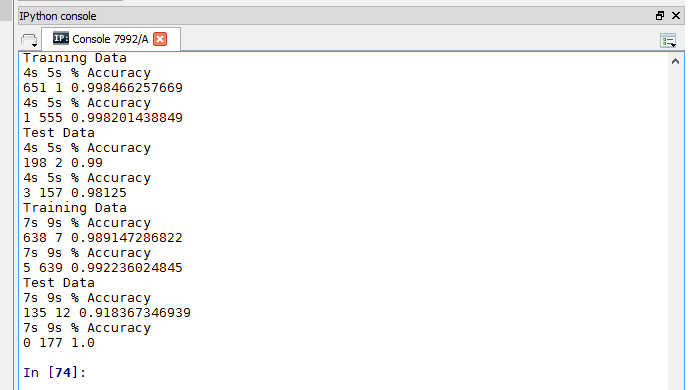 IPython console
IP: Console 7992/A
Training Data
4s 5s % Accuracy
651 1 0.998466257669
4s 5s % Accuracy
1 555 0.998201438849
Test Data
4s 5s % Accuracy
198 2 0.99
4s 5s % Accuracy
3 157 0.98125
Training Data
7s 9s % Accuracy
638 7 0.989147286822
7s 9s % Accuracy
5 639 0.992236024845
Test Data
7s 9s % Accuracy
135 12 0.918367346939
7s 9s % Accuracy
0 177 1.0
In [74]: